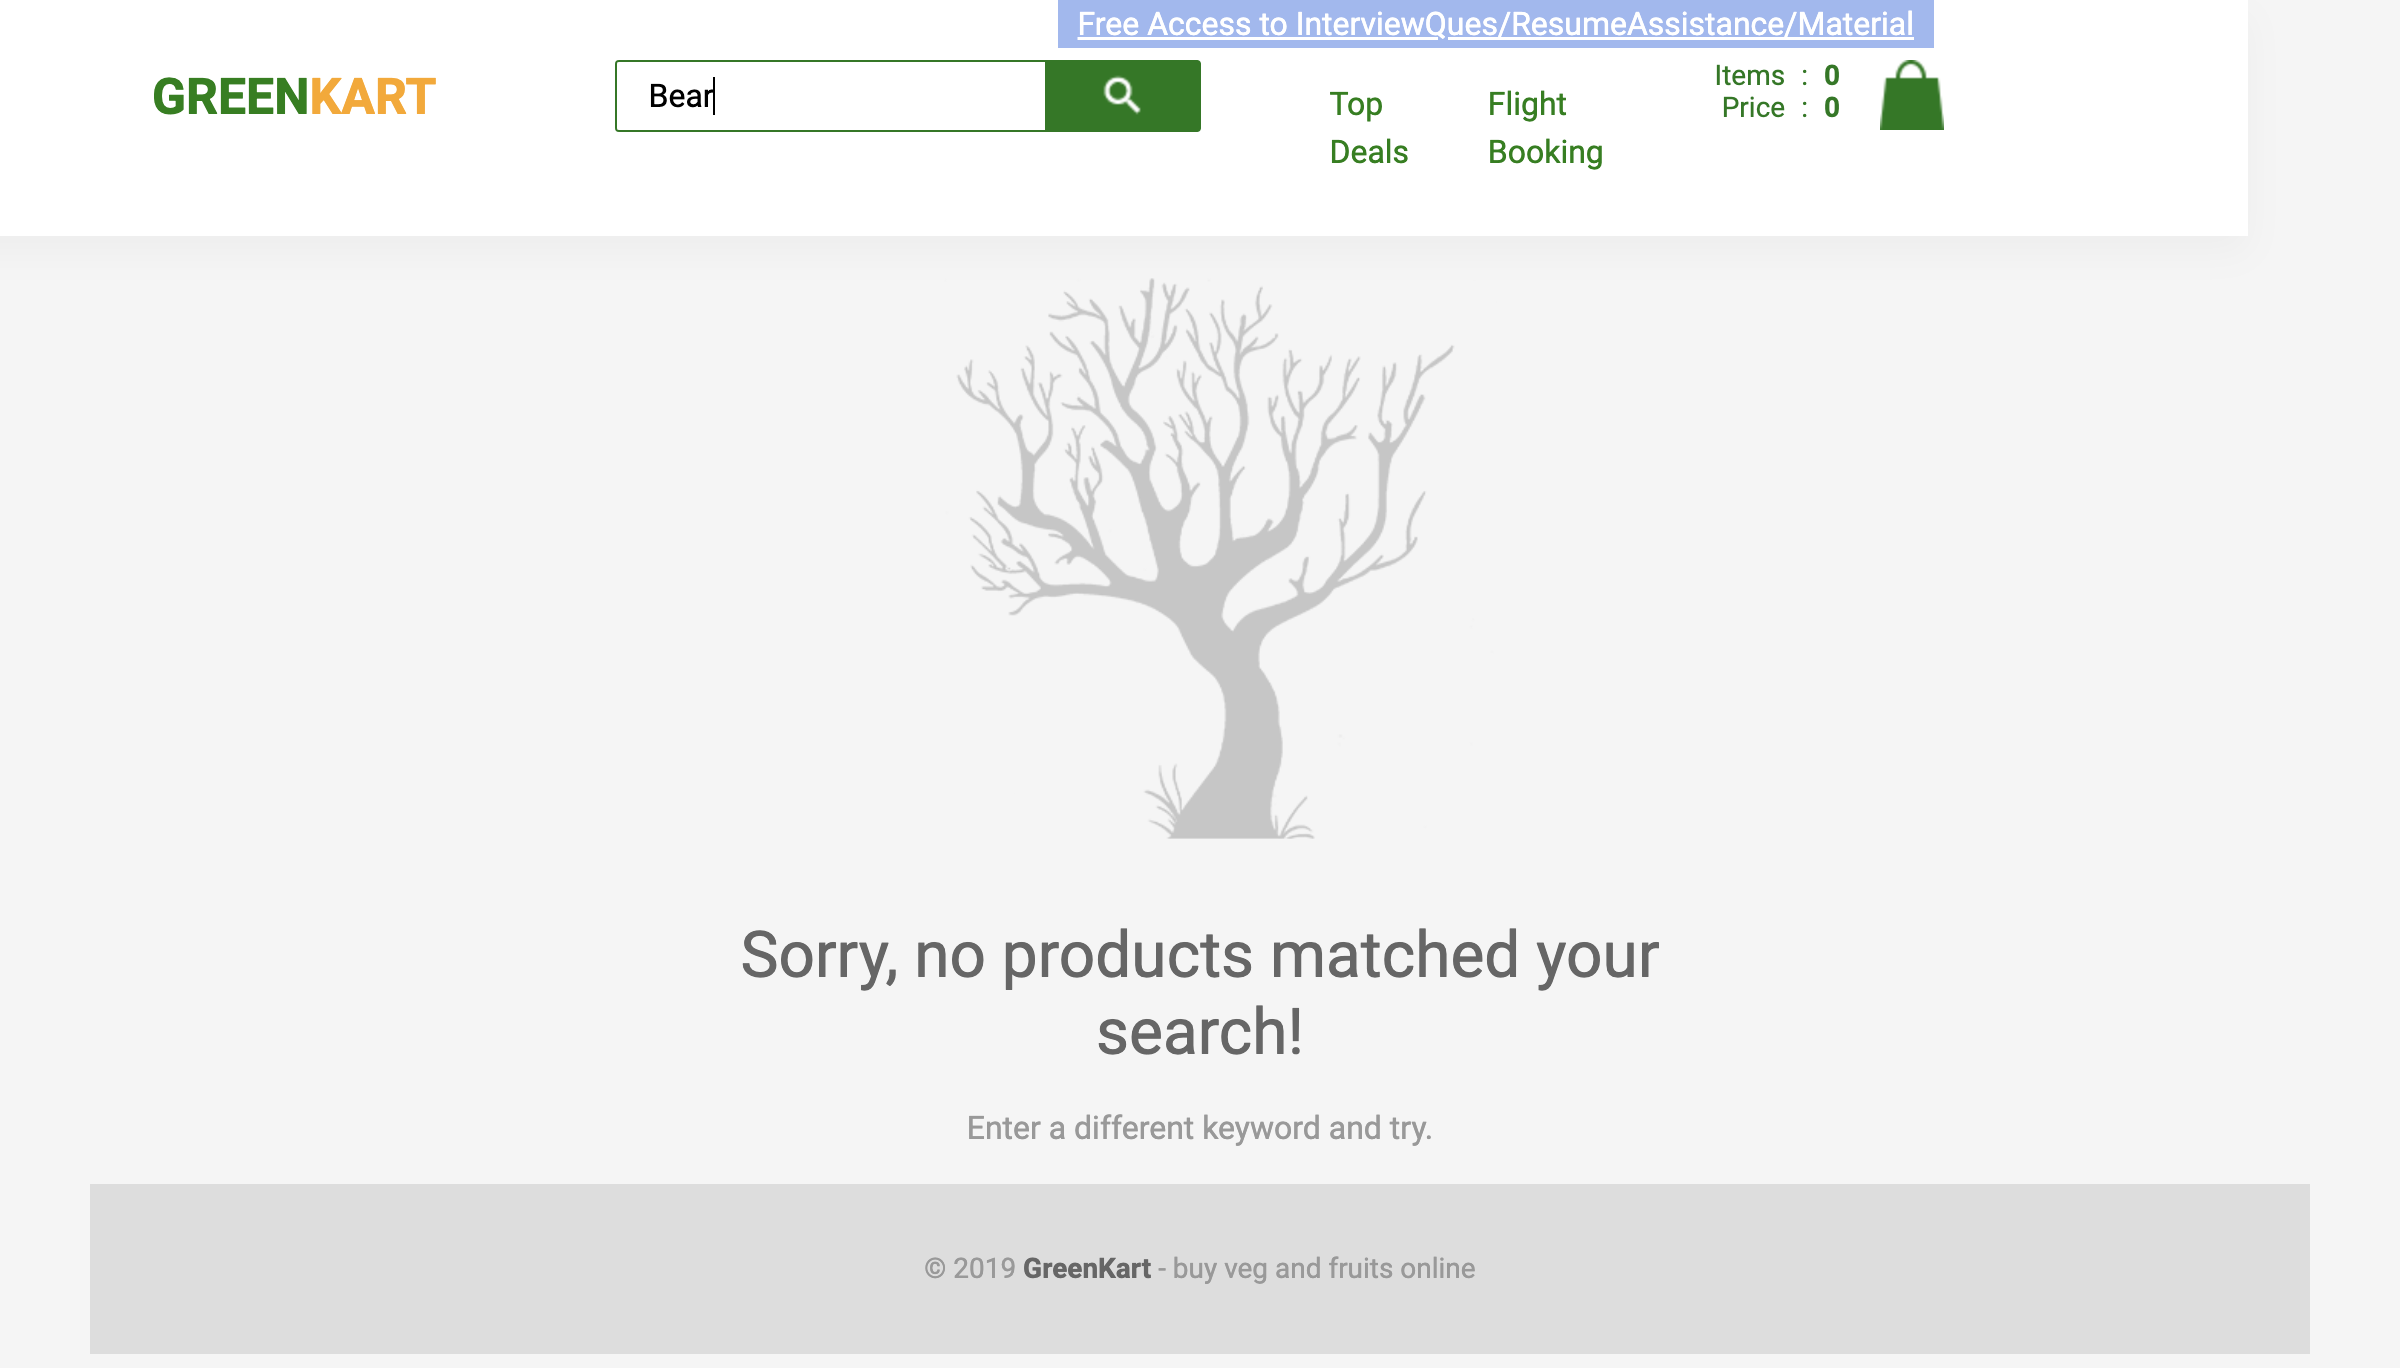 Free Access to InterviewQues/ResumeAssistance/Material
GREENKART
Bear
Top
Deals
Flight
Booking
Items : 0
Price : 0
Sorry, no products matched your
search!
Enter a different keyword and try.
© 2019 GreenKart - buy veg and fruits online